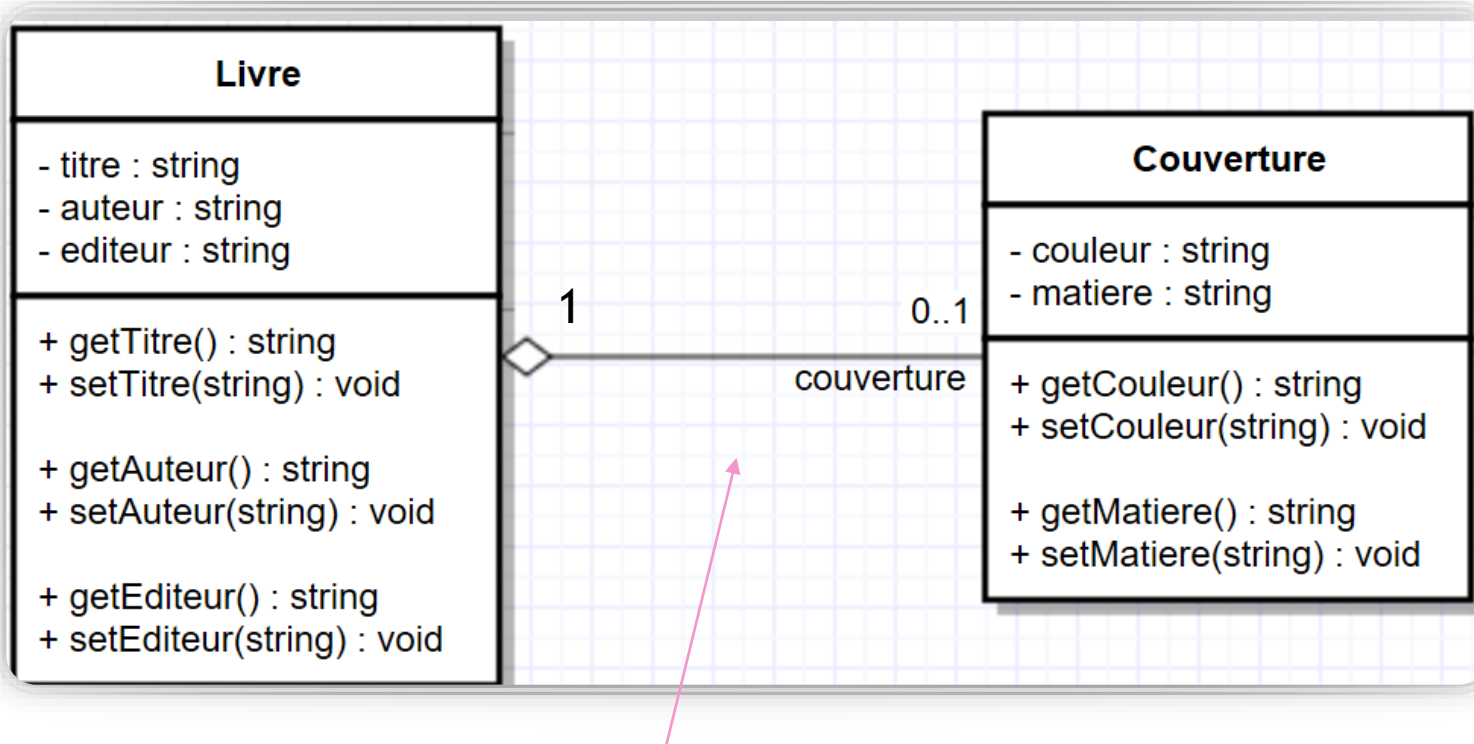 Livre
- titre : string
- auteur : string
- editeur : string
+ getTitre() : string
+ setTitre(string) : void
+ getAuteur() : string
+ setAuteur(string) : void
+ getEditeur() : string
+ setEditeur(string) : void
1
0..1
couverture
Couverture
- couleur : string
- matiere : string
+ getCouleur() : string
+ setCouleur(string) : void
+ getMatiere() : string
+ setMatiere(string) : void